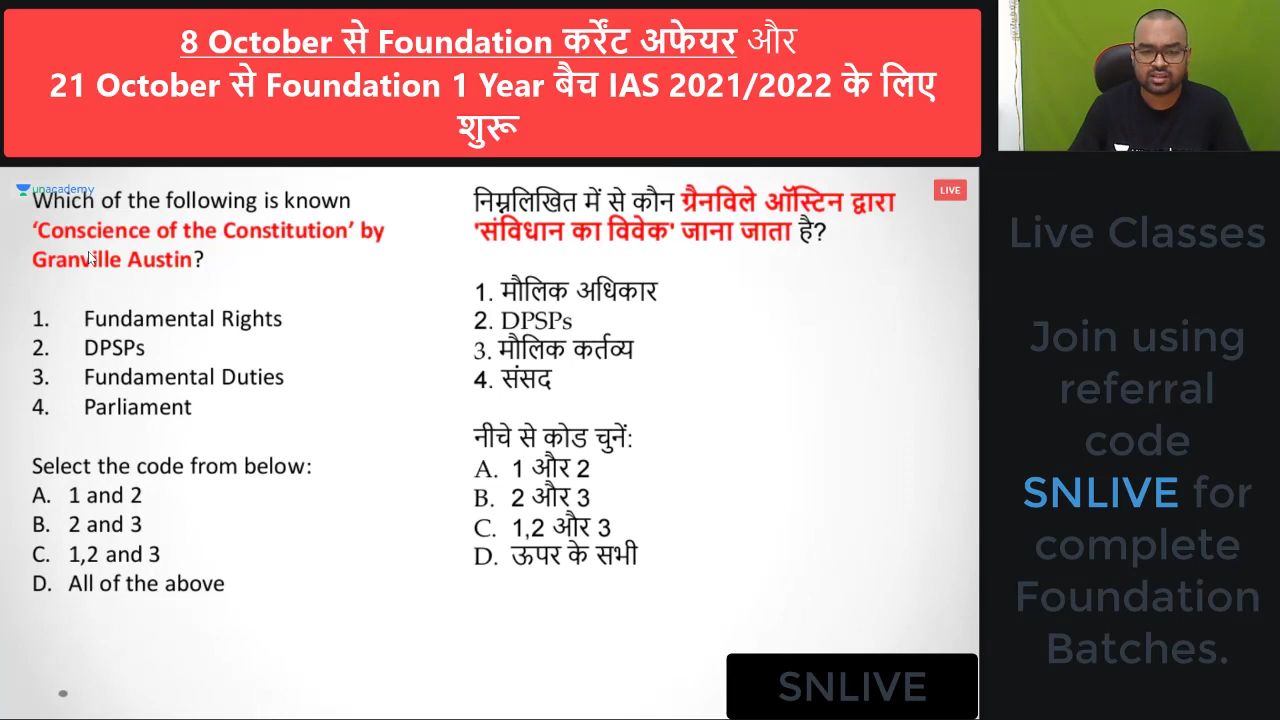 8 October से Foundation करेंट अफेयर और
21 October से Foundation 1 Year बैच IAS 2021/2022 के लिए
शुरू
unacademy
LIVE
Which of the following is known
‘Conscience of the Constitution’ by
Granville Austin?
1. Fundamental Rights
2. DPSPs
3. Fundamental Duties
4. Parliament
Select the code from below:
A. 1 and 2
B. 2 and 3
C. 1,2 and 3
D. All of the above
निम्नलिखित में से कौन ग्रैनविले ऑस्टिन द्वारा
'संविधान का विवेक' जाना जाता है?
1. मौलिक अधिकार
2. DPSPs
3. मौलिक कर्तव्य
4. संसद
नीचे से कोड चुनें:
A. 1 और 2
B. 2 और 3
C. 1,2 और 3
D. ऊपर के सभी
SNLIVE
Live Classes
Join using
referral
code
SNLIVE for
complete
Foundation
Batches.